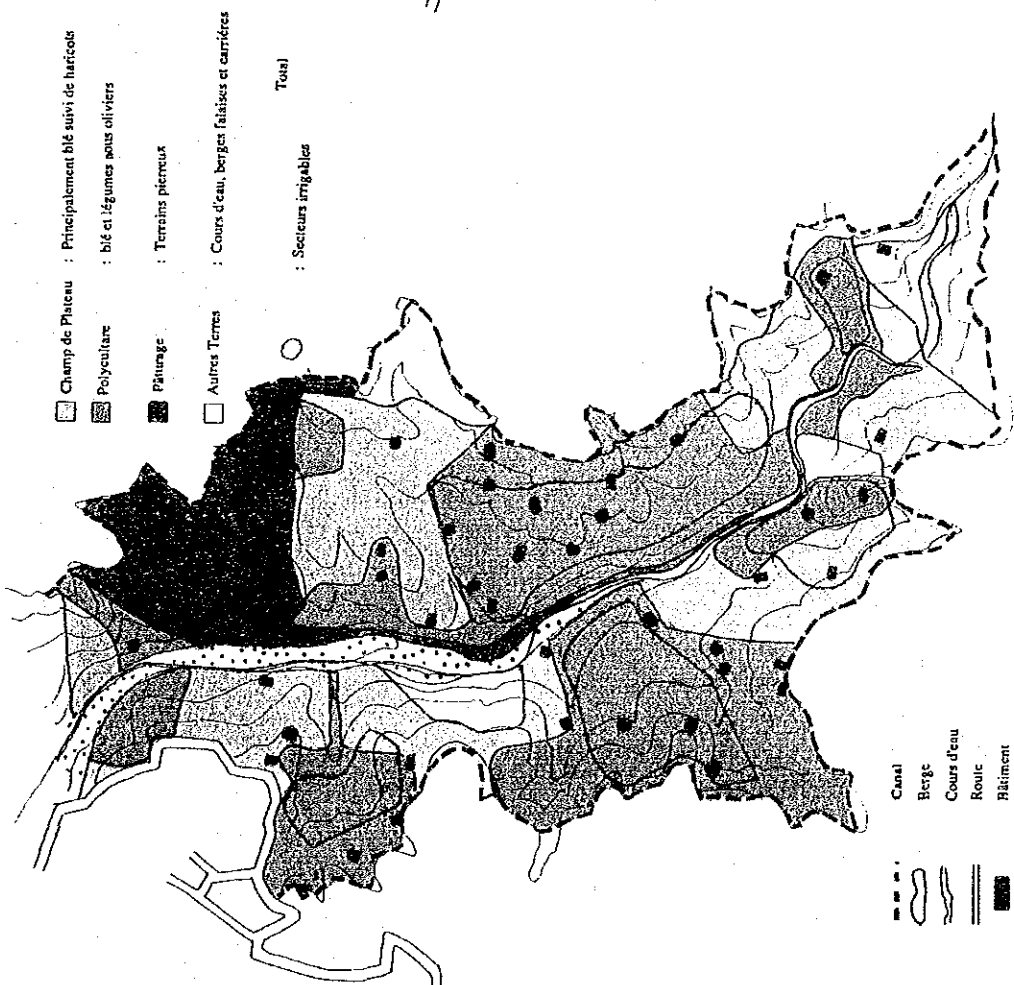 Champ de Plateau : Principalement blé suivi de haricots
Polyculture : blé et légumes sous oliviers
Pâturage : Terrains pierreux
Autres Terres : Cours d'eau, berges falaises et carrières
Total
: Secteurs irrigables
Canal
Berge
Cours d'eau
Route
Bâtiment